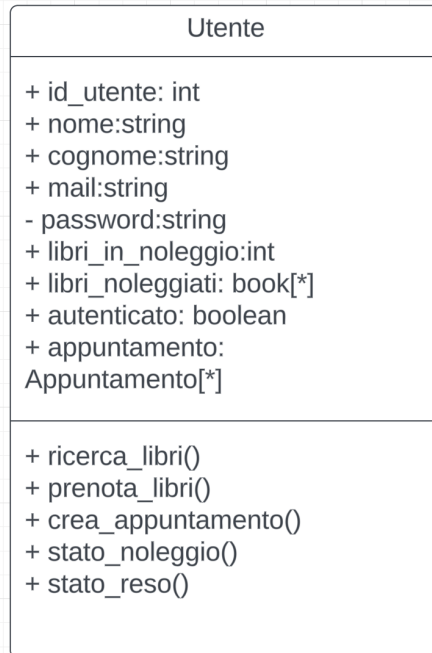 Utente
+ id_utente: int
+ nome:string
+ cognome:string
+ mail:string
- password:string
+ libri_in_noleggio:int
+ libri_noleggiati: book[*]
+ autenticato: boolean
+ appuntamento:
Appuntamento[*]
+ ricerca_libri()
+ prenota_libri()
+ crea_appuntamento()
+ stato_noleggio()
+ stato_reso()